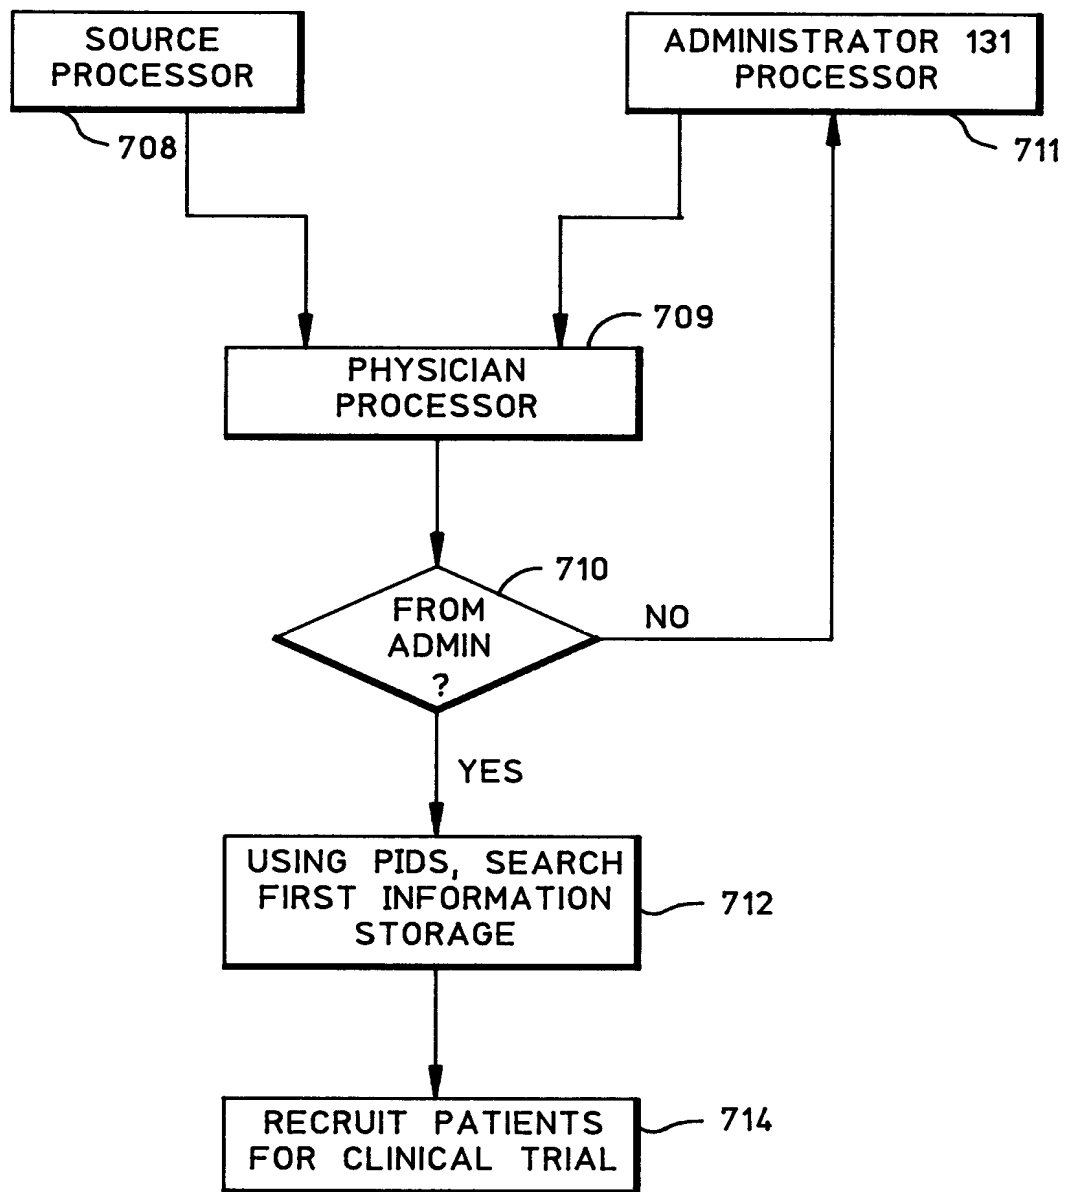 SOURCE
PROCESSOR
708
ADMINISTRATOR 131
PROCESSOR
711
709
PHYSICIAN
PROCESSOR
710
FROM
ADMIN
?
NO
YES
USING PIDS, SEARCH
FIRST INFORMATION
STORAGE
712
RECRUIT PATIENTS
FOR CLINICAL TRIAL
714